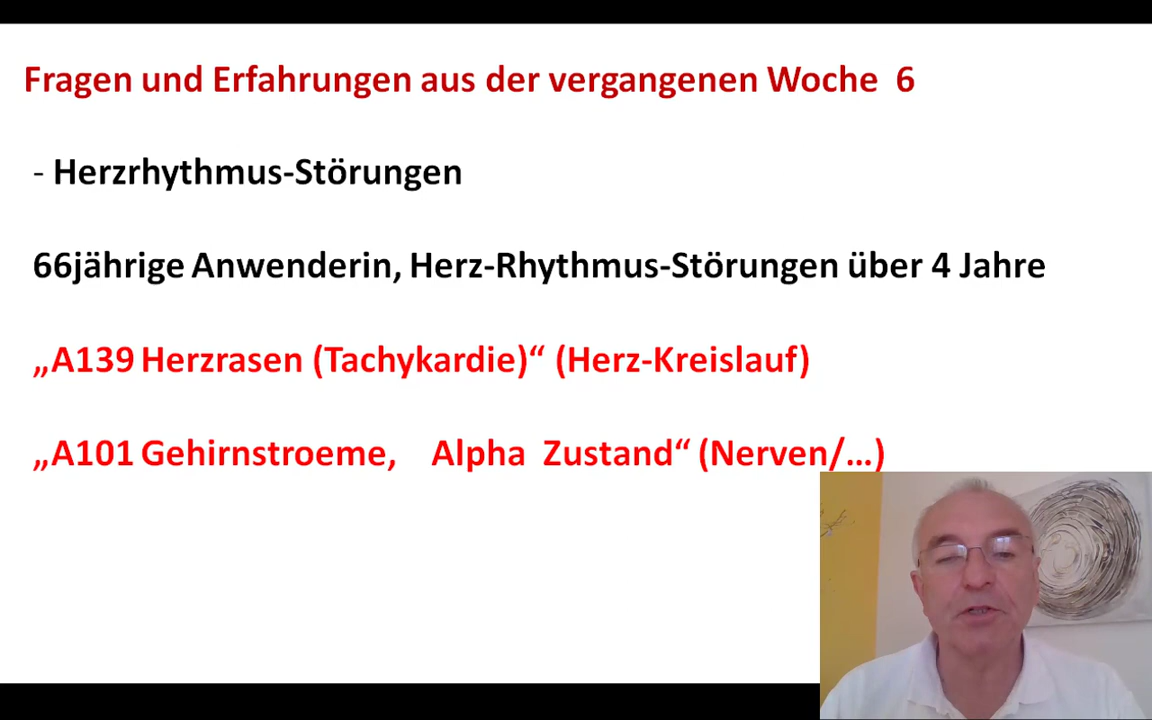 Fragen und Erfahrungen aus der vergangenen Woche 6
- Herzrhythmus-Störungen
66jährige Anwenderin, Herz-Rhythmus-Störungen über 4 Jahre
„A139 Herzrasen (Tachykardie)“ (Herz-Kreislauf)
„A101 Gehirnstroeme, Alpha Zustand“ (Nerven/…)